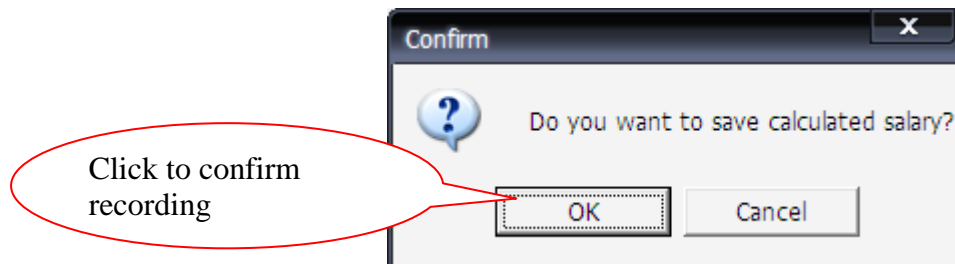 Confirm
x
Do you want to save calculated salary?
Click to confirm
recording
OK
Cancel